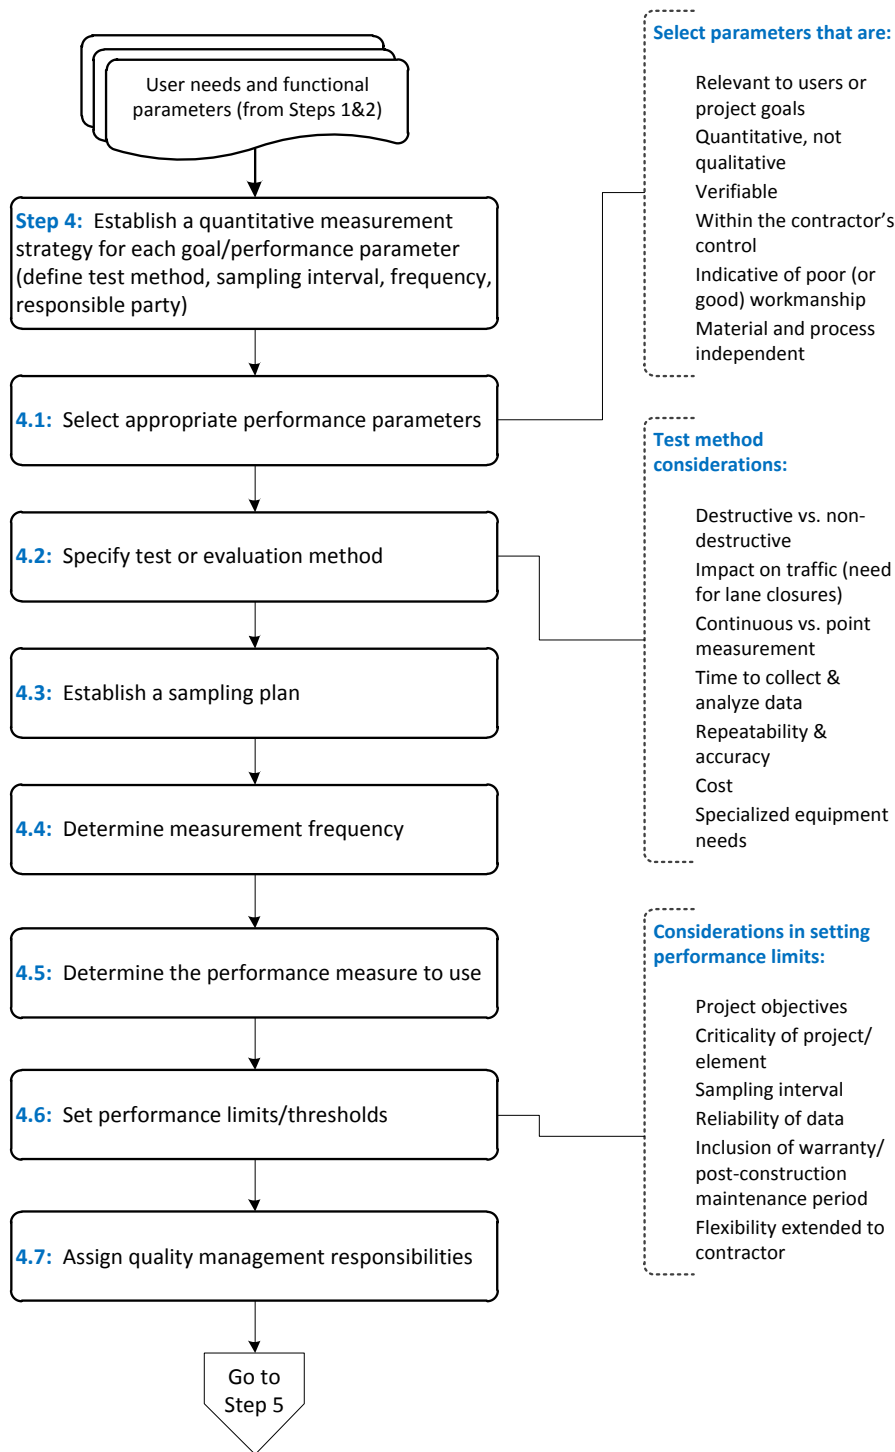 User needs and functional
parameters (from Steps 1&2)
Step 4:  Establish a quantitative measurement
strategy for each goal/performance parameter
(define test method, sampling interval, frequency,
responsible party)
4.1:  Select appropriate performance parameters
4.2:  Specify test or evaluation method
4.3:  Establish a sampling plan
4.4:  Determine measurement frequency
4.5:  Determine the performance measure to use
4.6:  Set performance limits/thresholds
4.7:  Assign quality management responsibilities
Go to
Step 5
Select parameters that are:
Relevant to users or
project goals
Quantitative, not
qualitative
Verifiable
Within the contractor's
control
Indicative of poor (or
good) workmanship
Material and process
independent
Test method
considerations:
Destructive vs. non-
destructive
Impact on traffic (need
for lane closures)
Continuous vs. point
measurement
Time to collect &
analyze data
Repeatability &
accuracy
Cost
Specialized equipment
needs
Considerations in setting
performance limits:
Project objectives
Criticality of project/
element
Sampling interval
Reliability of data
Inclusion of warranty/
post-construction
maintenance period
Flexibility extended to
contractor